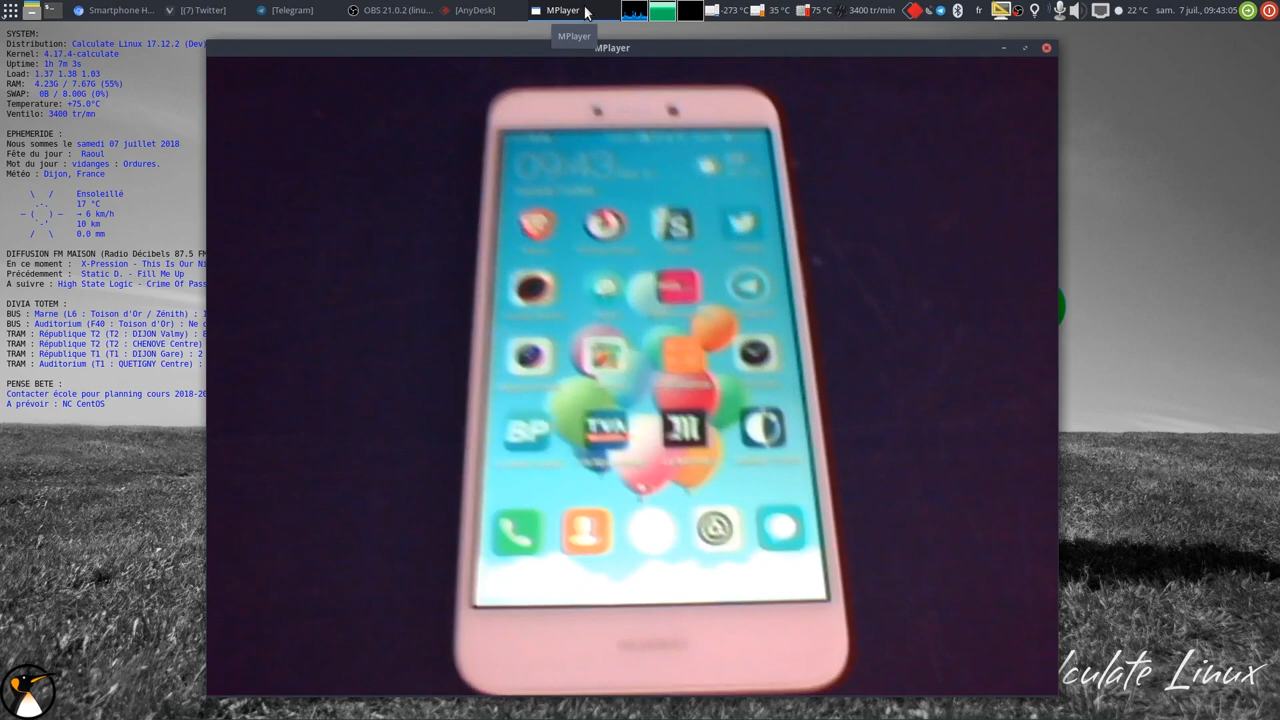 Smartphone H...
[(7) Twitter]
[Telegram]
OBS 21.0.2 (linu...
[AnyDesk]
MPlayer
-273 °C
35 °C
75 °C
3400 tr/mn
fr
22 °C
sam. 7 juil., 09:43:05
MPlayer
MPlayer
SYSTEM:
Distribution: Calculate Linux 17.12.2 (Dev)
Kernel: 4.17.4-calculate
Uptime: 1h 7m 3s
Load: 1.37 1.38 1.03
RAM: 4.23G / 7.67G (55%)
SWAP: 0B / 8.00G (0%)
Temperature: +75.0°C
Ventilo: 3400 tr/mn
EPHEMERIDE :
Nous sommes le samedi 07 juillet 2018
Fête du jour : Raoul
Mot du jour : vidanges : Ordures.
Météo : Dijon, France
Ensoleillé
17 °C
→ 6 km/h
10 km
0.0 mm
DIFFUSION FM MAISON (Radio Décibels 87.5 FM
En ce moment : X-Pression - This Is Our Ni
Précédemment : Static D. - Fill Me Up
A suivre : High State Logic - Crime Of Pas
DIVIA TOTEM :
BUS : Marne (L6 : Toison d'Or / Zénith) : 1
BUS : Auditorium (F40 : Toison d'Or) : Ne c
TRAM : République T2 (T2 : DIJON Valmy) : 
TRAM : République T2 (T2 : CHENOVE Centre) :
TRAM : République T1 (T1 : DIJON Gare) : 2
TRAM : Auditorium (T1 : QUETIGNY Centre) :
PENSE BETE :
Contacter école pour planning cours 2018-20
A prévoir : NC CentOS
09:43
S
BP
TVA
M
HUAWEI
lculate Linux